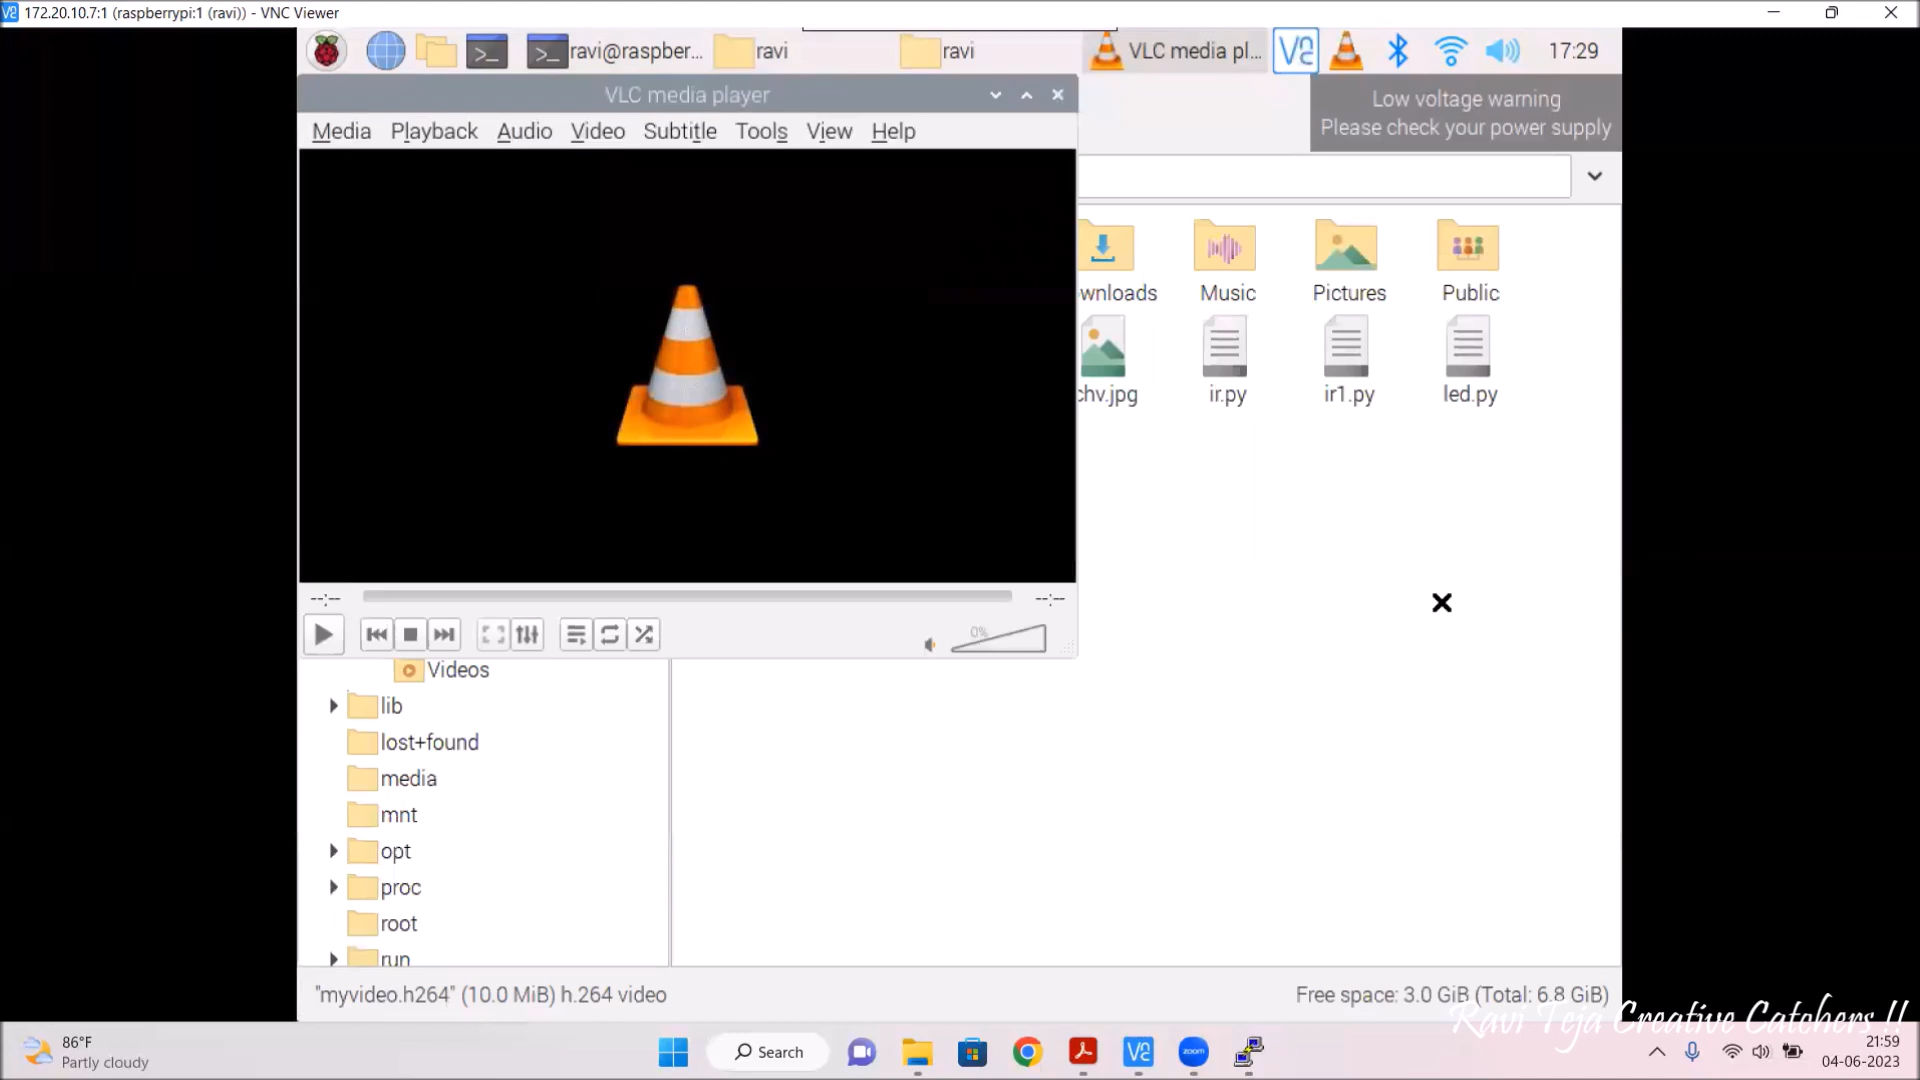 172.20.10.7:1 (raspberrypi:1 (ravi)) - VNC Viewer
ravi@raspber...
ravi
ravi
VLC media pl...
17:29
VLC media player
Low voltage warning
Please check your power supply
Media Playback Audio Video Subtitle Tools View Help
wnloads
Music
Pictures
Public
chv.jpg
ir.py
ir1.py
led.py
--:--
--:--
0%
Videos
lib
lost+found
media
mnt
opt
proc
root
run
"myvideo.h264" (10.0 MiB) h.264 video
Free space: 3.0 GiB (Total: 6.8 GiB)
Ravi Teja Creative Catchers !!
86°F
Partly cloudy
Search
zoom
21:59
04-06-2023